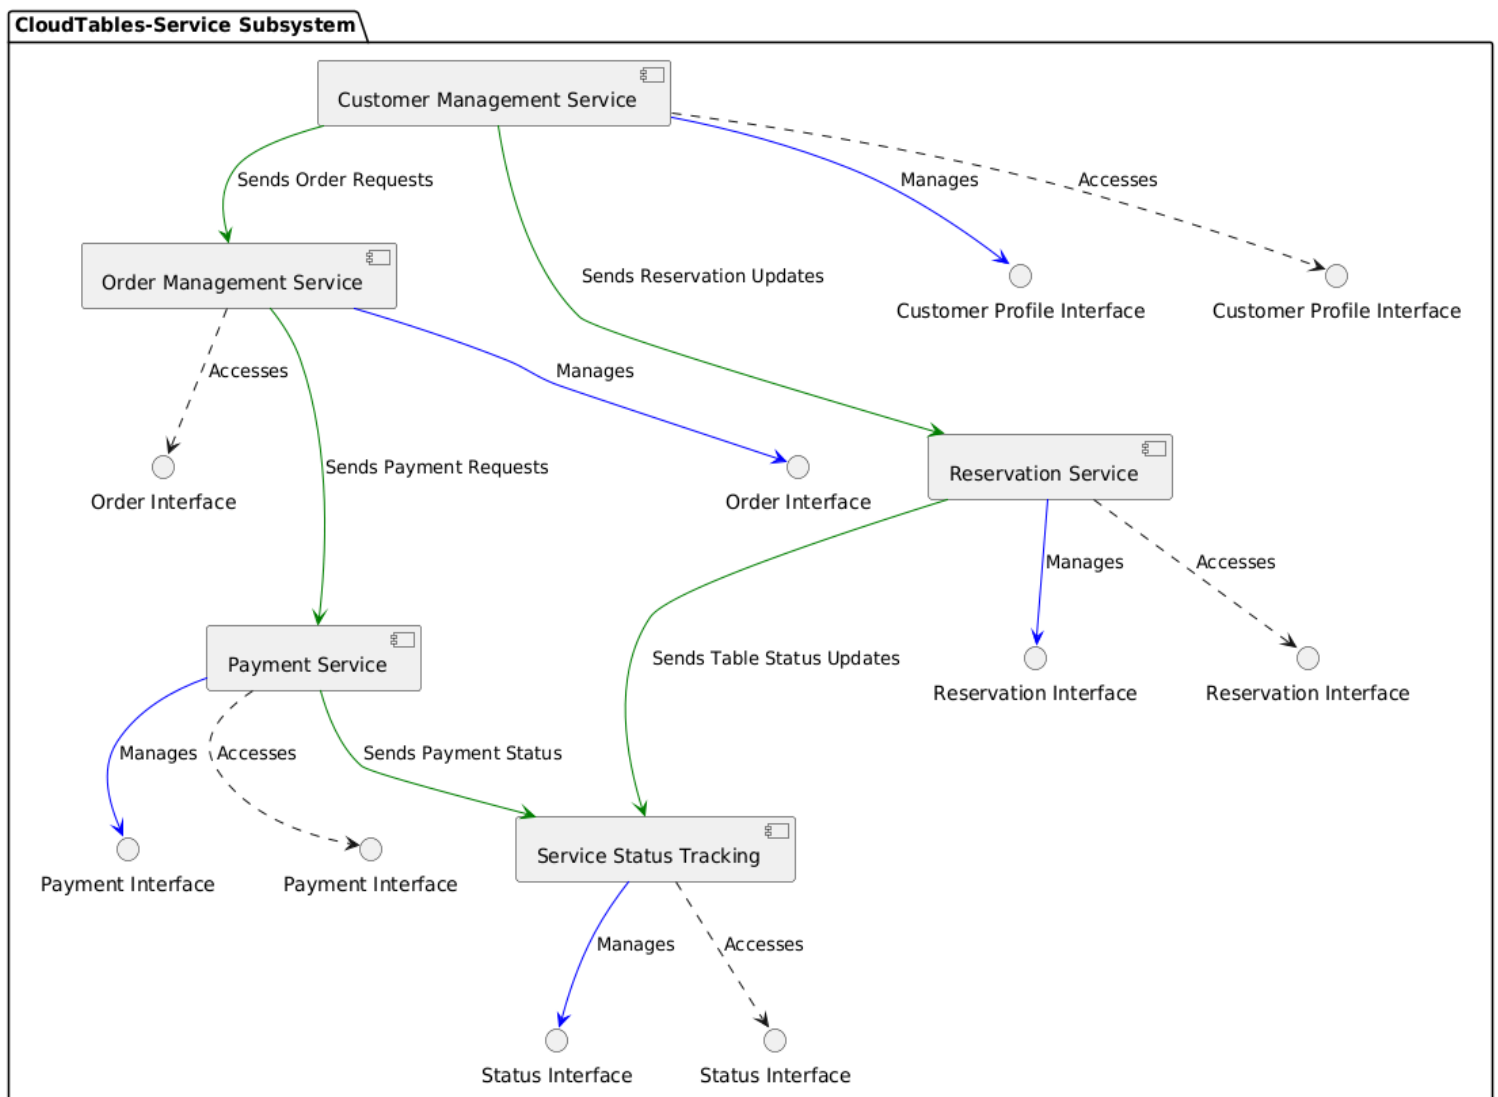 CloudTables-Service Subsystem
Customer Management Service
Sends Order Requests
Manages
Accesses
Order Management Service
Sends Reservation Updates
Customer Profile Interface
Customer Profile Interface
Accesses
Manages
Sends Payment Requests
Order Interface
Order Interface
Reservation Service
Manages
Accesses
Payment Service
Sends Table Status Updates
Reservation Interface
Reservation Interface
Manages
Accesses
Sends Payment Status
Payment Interface
Payment Interface
Service Status Tracking
Manages
Accesses
Status Interface
Status Interface